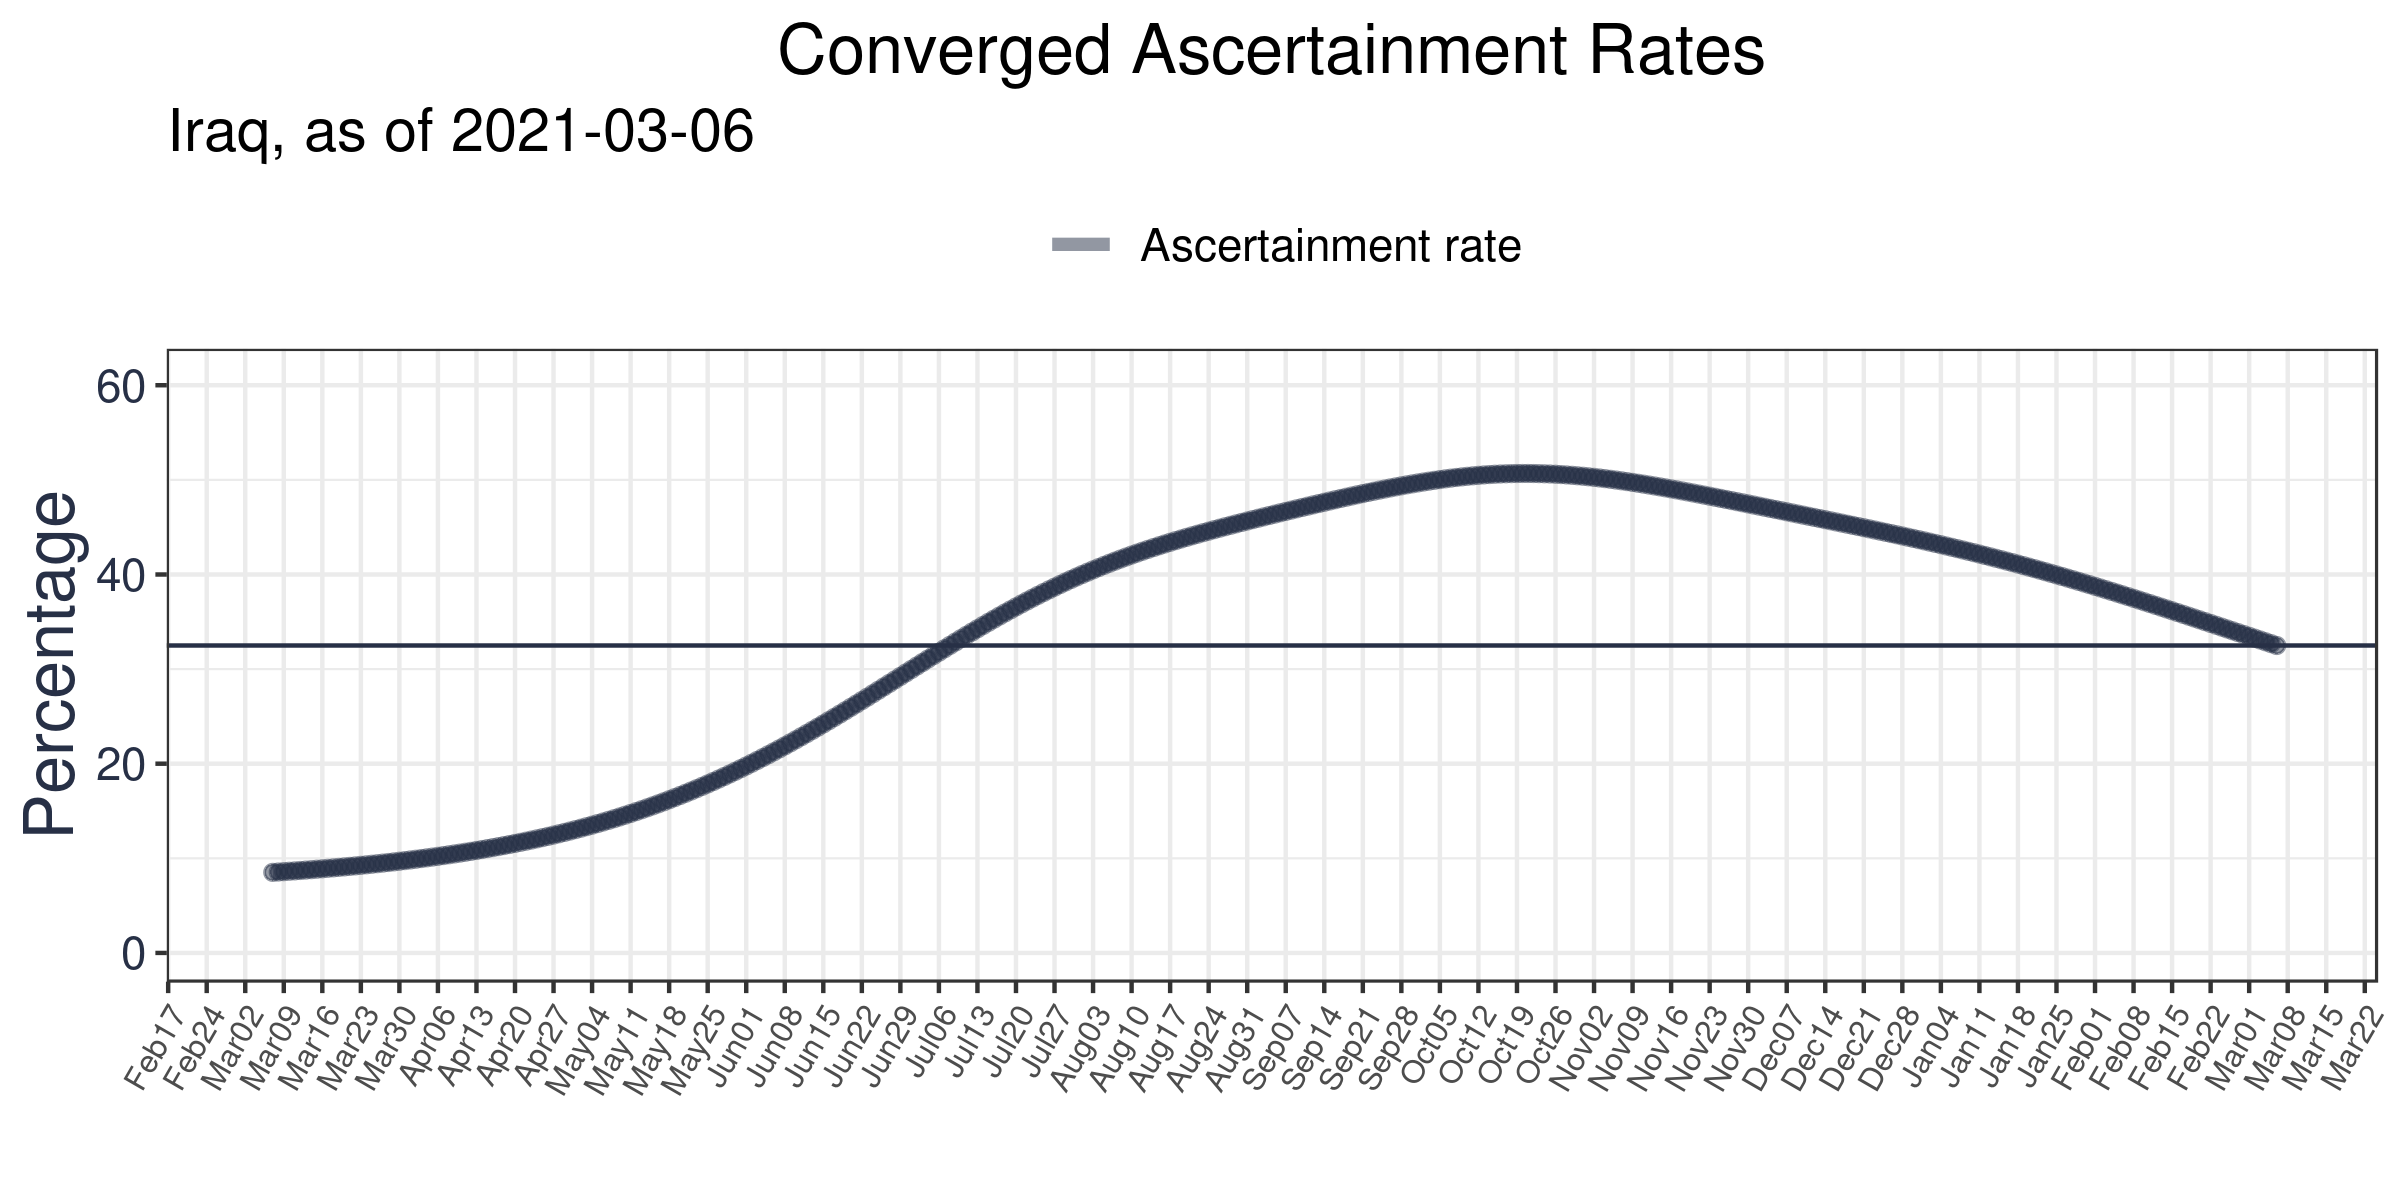 Converged Ascertainment Rates
Iraq, as of 2021-03-06
Ascertainment rate
Percentage
60
40
20
0
Feb17 Feb24 Mar02 Mar09 Mar16 Mar23 Mar30 Apr06 Apr13 Apr20 Apr27 May04 May11 May18 May25 Jun01 Jun08 Jun15 Jun22 Jun29 Jul06 Jul13 Jul20 Jul27 Aug03 Aug10 Aug17 Aug24 Aug31 Sep07 Sep14 Sep21 Sep28 Oct05 Oct12 Oct19 Oct26 Nov02 Nov09 Nov16 Nov23 Nov30 Dec07 Dec14 Dec21 Dec28 Jan04 Jan11 Jan18 Jan25 Feb01 Feb08 Feb15 Feb22 Mar01 Mar08 Mar15 Mar22